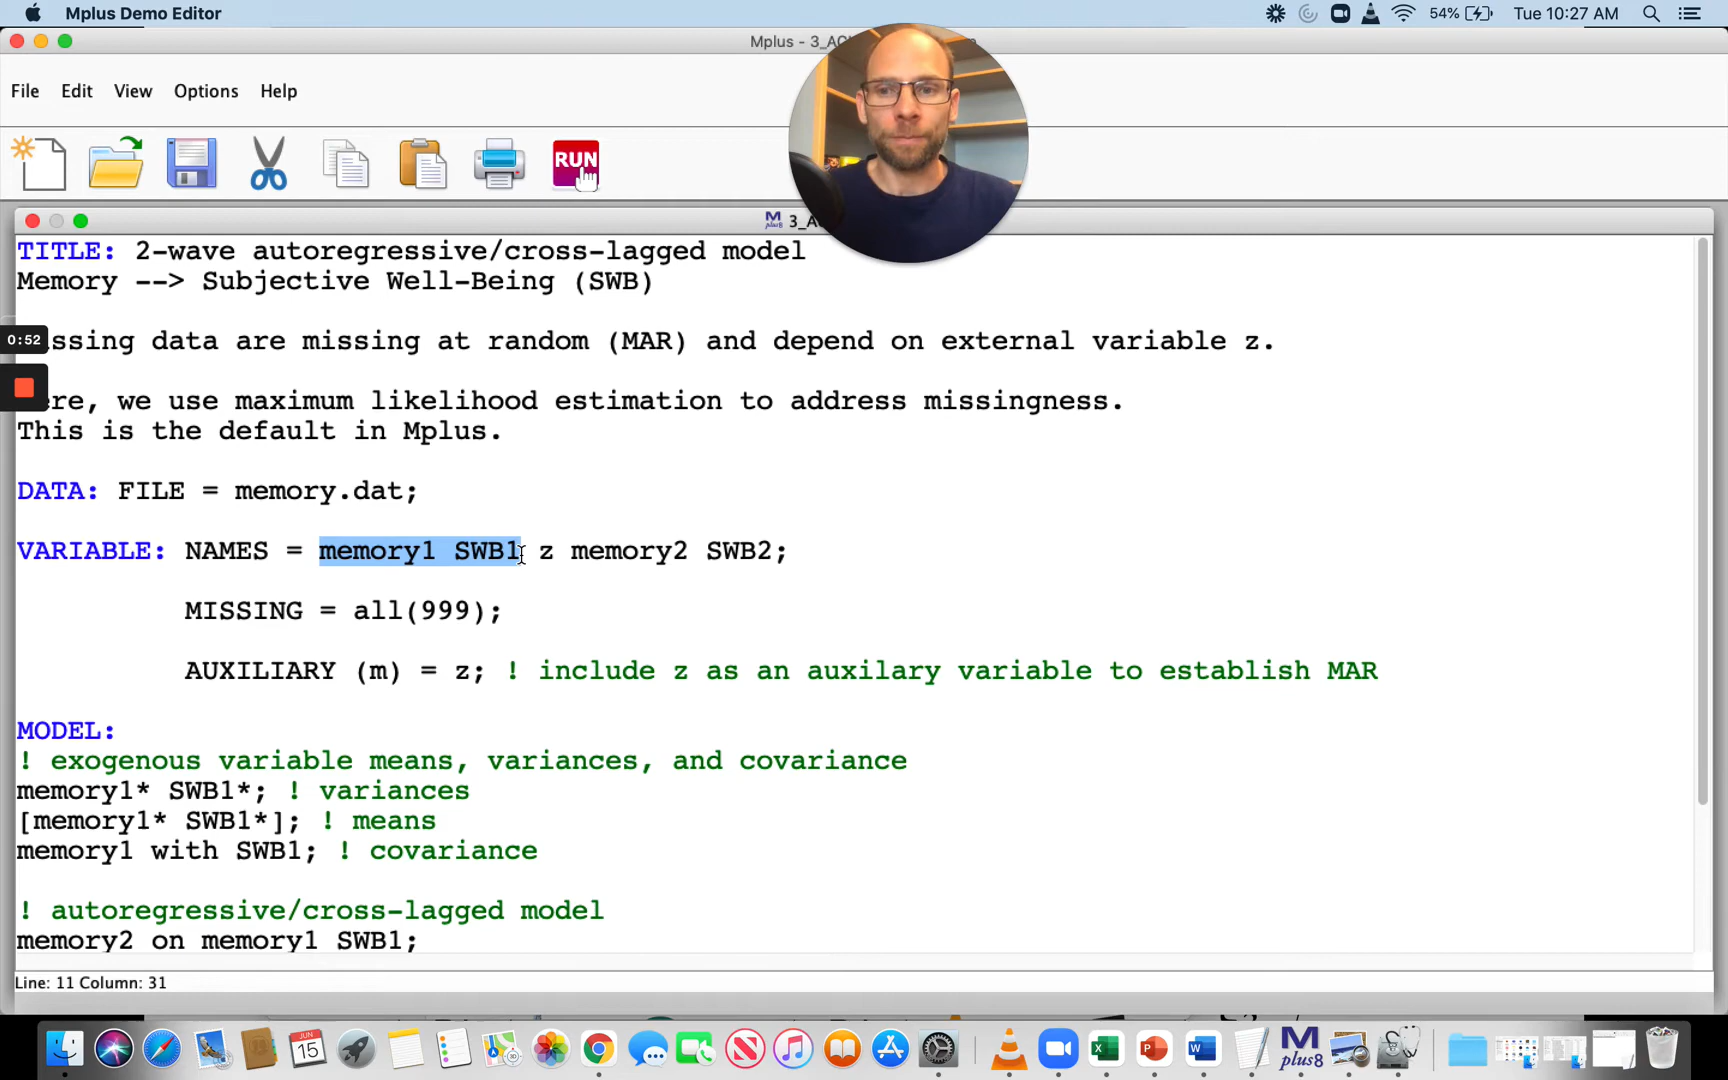 Mplus Demo Editor
54%
Tue 10:27 AM
Mplus - 3_AC
File Edit View Options Help
RUN
3_A
TITLE: 2-wave autoregressive/cross-lagged model
Memory --> Subjective Well-Being (SWB)
0:52
ssing data are missing at random (MAR) and depend on external variable z.
re, we use maximum likelihood estimation to address missingness.
This is the default in Mplus.
DATA: FILE = memory.dat;
VARIABLE: NAMES = memory1 SWB1 z memory2 SWB2;
MISSING = all(999);
AUXILIARY (m) = z; ! include z as an auxilary variable to establish MAR
MODEL:
! exogenous variable means, variances, and covariance
memory1* SWB1*; ! variances
[memory1* SWB1*]; ! means
memory1 with SWB1; ! covariance
! autoregressive/cross-lagged model
memory2 on memory1 SWB1;
Line: 11 Column: 31
JUN
15
M
plus8